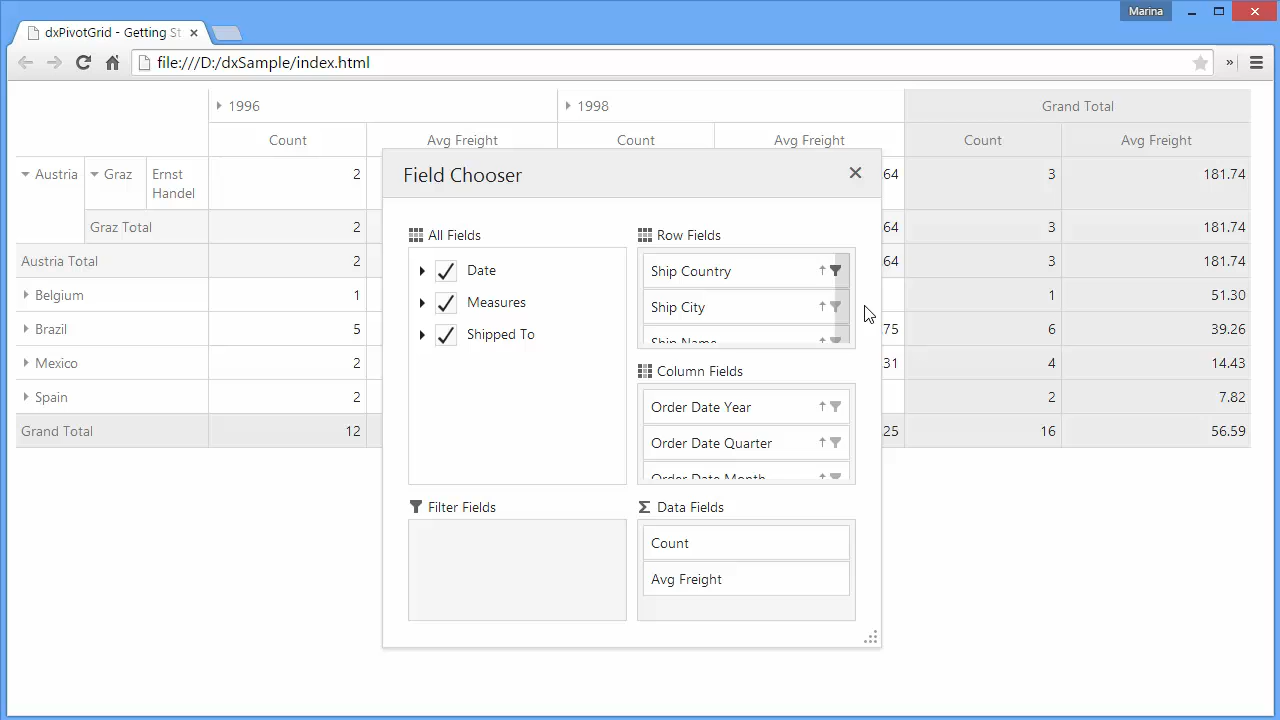 Marina
dxPivotGrid - Getting St
file:///D:/dxSample/index.html
»
1996 1998 Grand Total
Count Avg Freight Count Avg Freight Count Avg Freight
Austria Graz Ernst Handel 2 64 3 181.74
Graz Total 2 64 3 181.74
Austria Total 2 64 3 181.74
Belgium 1 1 51.30
Brazil 5 75 6 39.26
Mexico 2 31 4 14.43
Spain 2 2 7.82
Grand Total 12 25 16 56.59
Field Chooser
All Fields
Date
Measures
Shipped To
Row Fields
Ship Country
Ship City
Ship Name
Column Fields
Order Date Year
Order Date Quarter
Order Date Month
Filter Fields
Data Fields
Count
Avg Freight